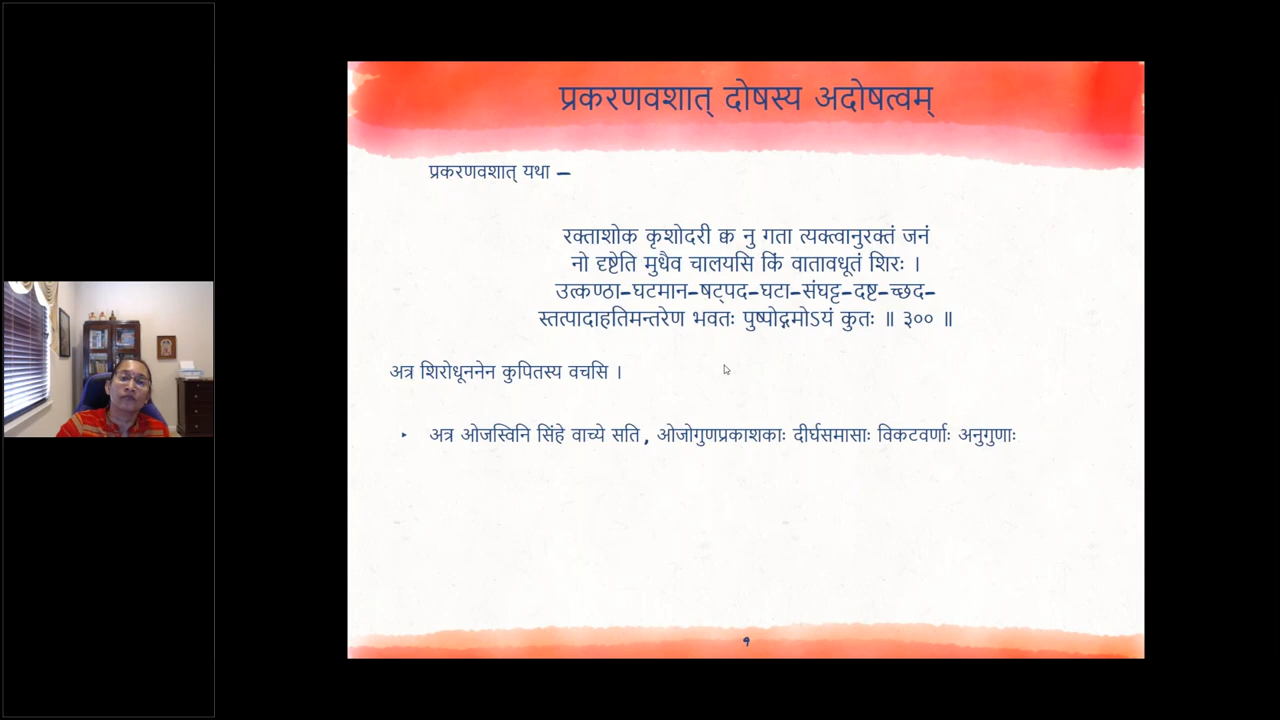 प्रकरणवशात् दोषस्य अदोषत्वम्
प्रकरणवशात् यथा –
रक्ताशोक कृशोदरी क्व नु गता त्यक्त्वानुरक्तं जनं
नो दृष्टेति मुधैव चालयसि किं वातावधूतं शिरः ।
उत्कण्ठा-घटमान-षट्पद-घटा-संघट्ट-दष्ट-च्छद-
स्तत्पादाहतिमन्तरेण भवतः पुष्पोद्गमोऽयं कुतः ॥ ३०० ॥
अत्र शिरोधूननेन कुपितस्य वचसि ।
‣ अत्र ओजस्विनि सिंहे वाच्ये सति, ओजोगुणप्रकाशकाः दीर्घसमासाः विकटवर्णाः अनुगुणाः
१